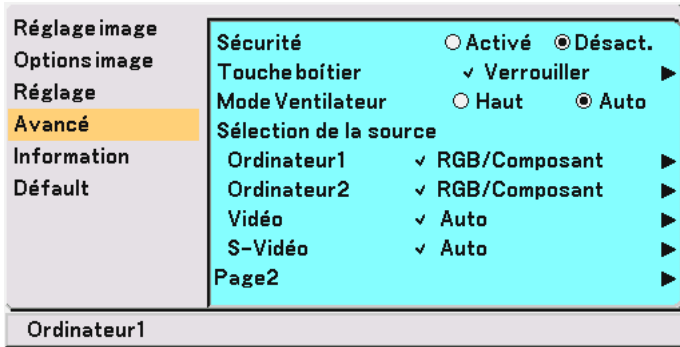 Réglage image
Options image
Réglage
Avancé
Information
Défault
Sécurité Activé Désact.
Touche boîtier ✓ Verrouiller ▶
Mode Ventilateur Haut Auto
Sélection de la source
Ordinateur1 ✓ RGB/Composant ▶
Ordinateur2 ✓ RGB/Composant ▶
Vidéo ✓ Auto ▶
S-Vidéo ✓ Auto ▶
Page2 ▶
Ordinateur1